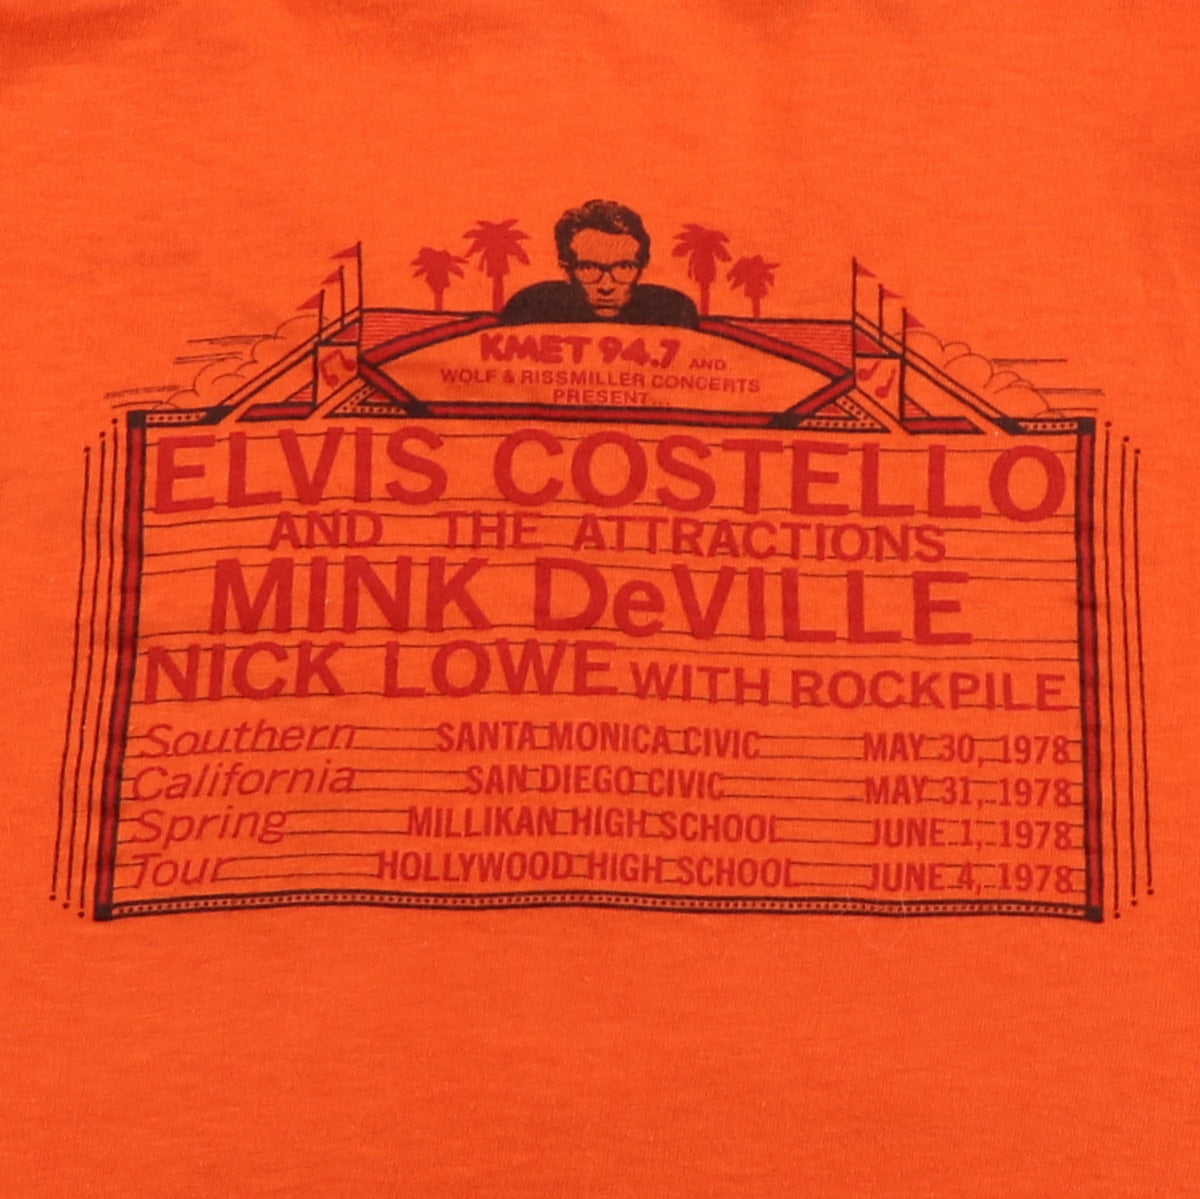 KMET 94.7 AND
WOLF & RISSMILLER CONCERTS
PRESENT...
ELVIS COSTELLO
AND THE ATTRACTIONS
MINK DeVILLE
NICK LOWE WITH ROCKPILE
Southern SANTA MONICA CIVIC MAY 30, 1978
California SAN DIEGO CIVIC MAY 31, 1978
Spring MILLIKAN HIGH SCHOOL JUNE 1, 1978
Tour HOLLYWOOD HIGH SCHOOL JUNE 4, 1978